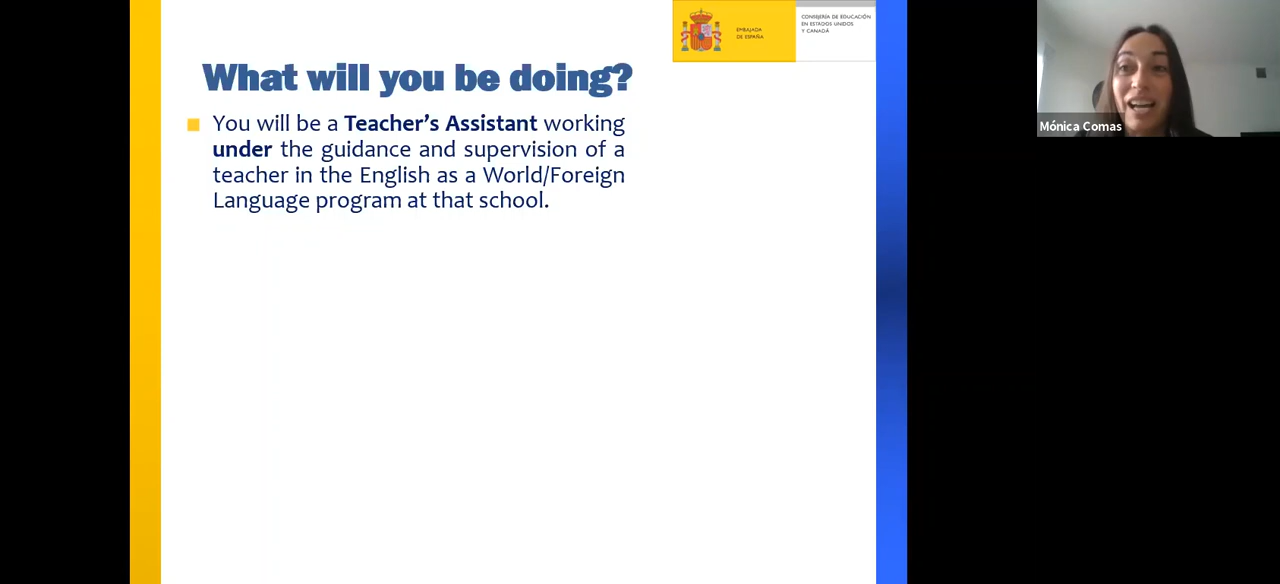 EMBAJADA
DE ESPAÑA
CONSEJERÍA DE EDUCACIÓN
EN ESTADOS UNIDOS
Y CANADÁ
What will you be doing?
You will be a Teacher’s Assistant working
under the guidance and supervision of a
teacher in the English as a World/Foreign
Language program at that school.
Mónica Comas